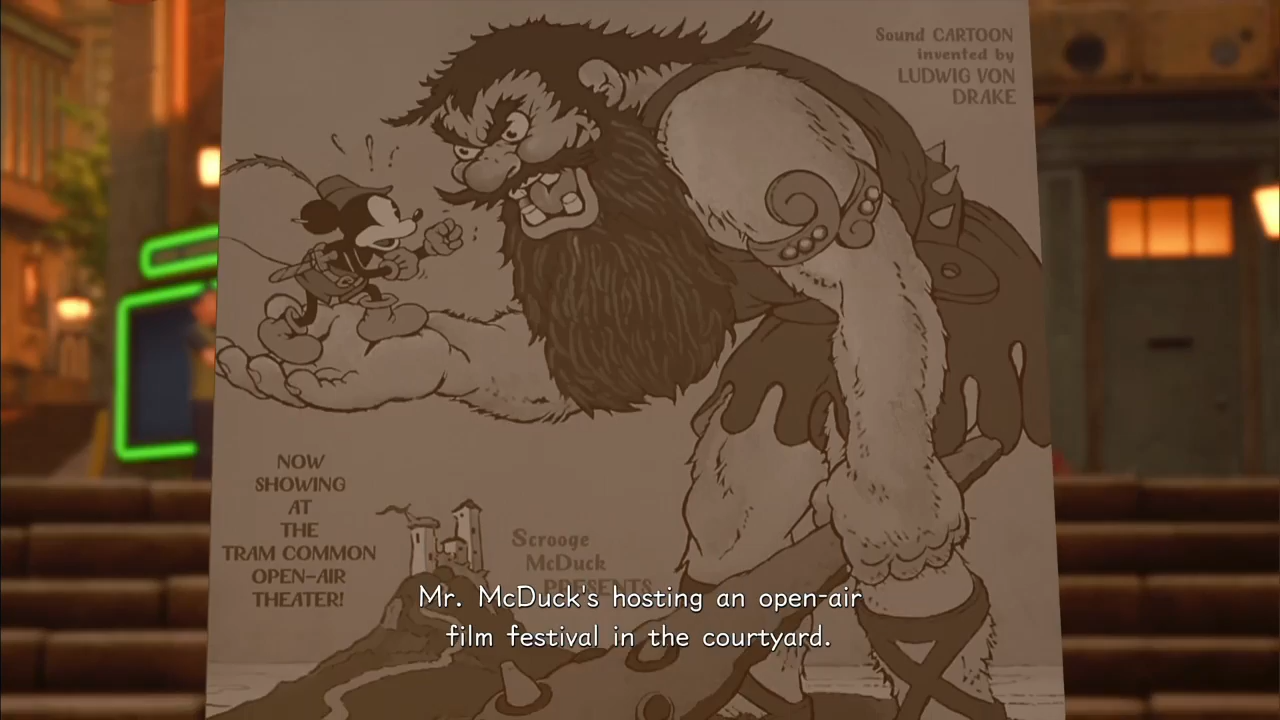 Sound CARTOON
invented by
LUDWIG VON
DRAKE
NOW
SHOWING
AT
THE
TRAM COMMON
OPEN-AIR
THEATER!
Scrooge
McDuck
PRESENTS
Mr. McDuck's hosting an open-air
film festival in the courtyard.